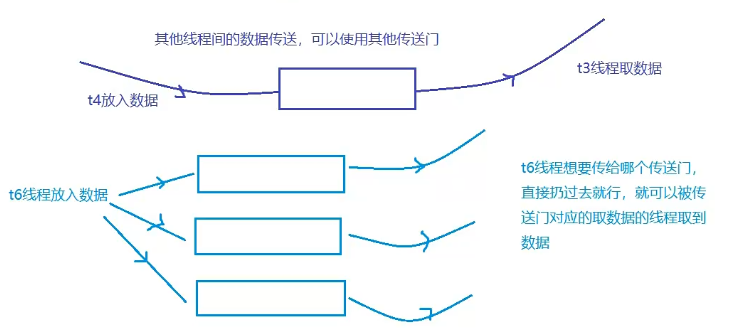 其他线程间的数据传送，可以使用其他传送门
t3线程取数据
t4放入数据
t6线程放入数据
t6线程想要传给哪个传送门，
直接扔过去就行，就可以被传
送门对应的取数据的线程取到
数据